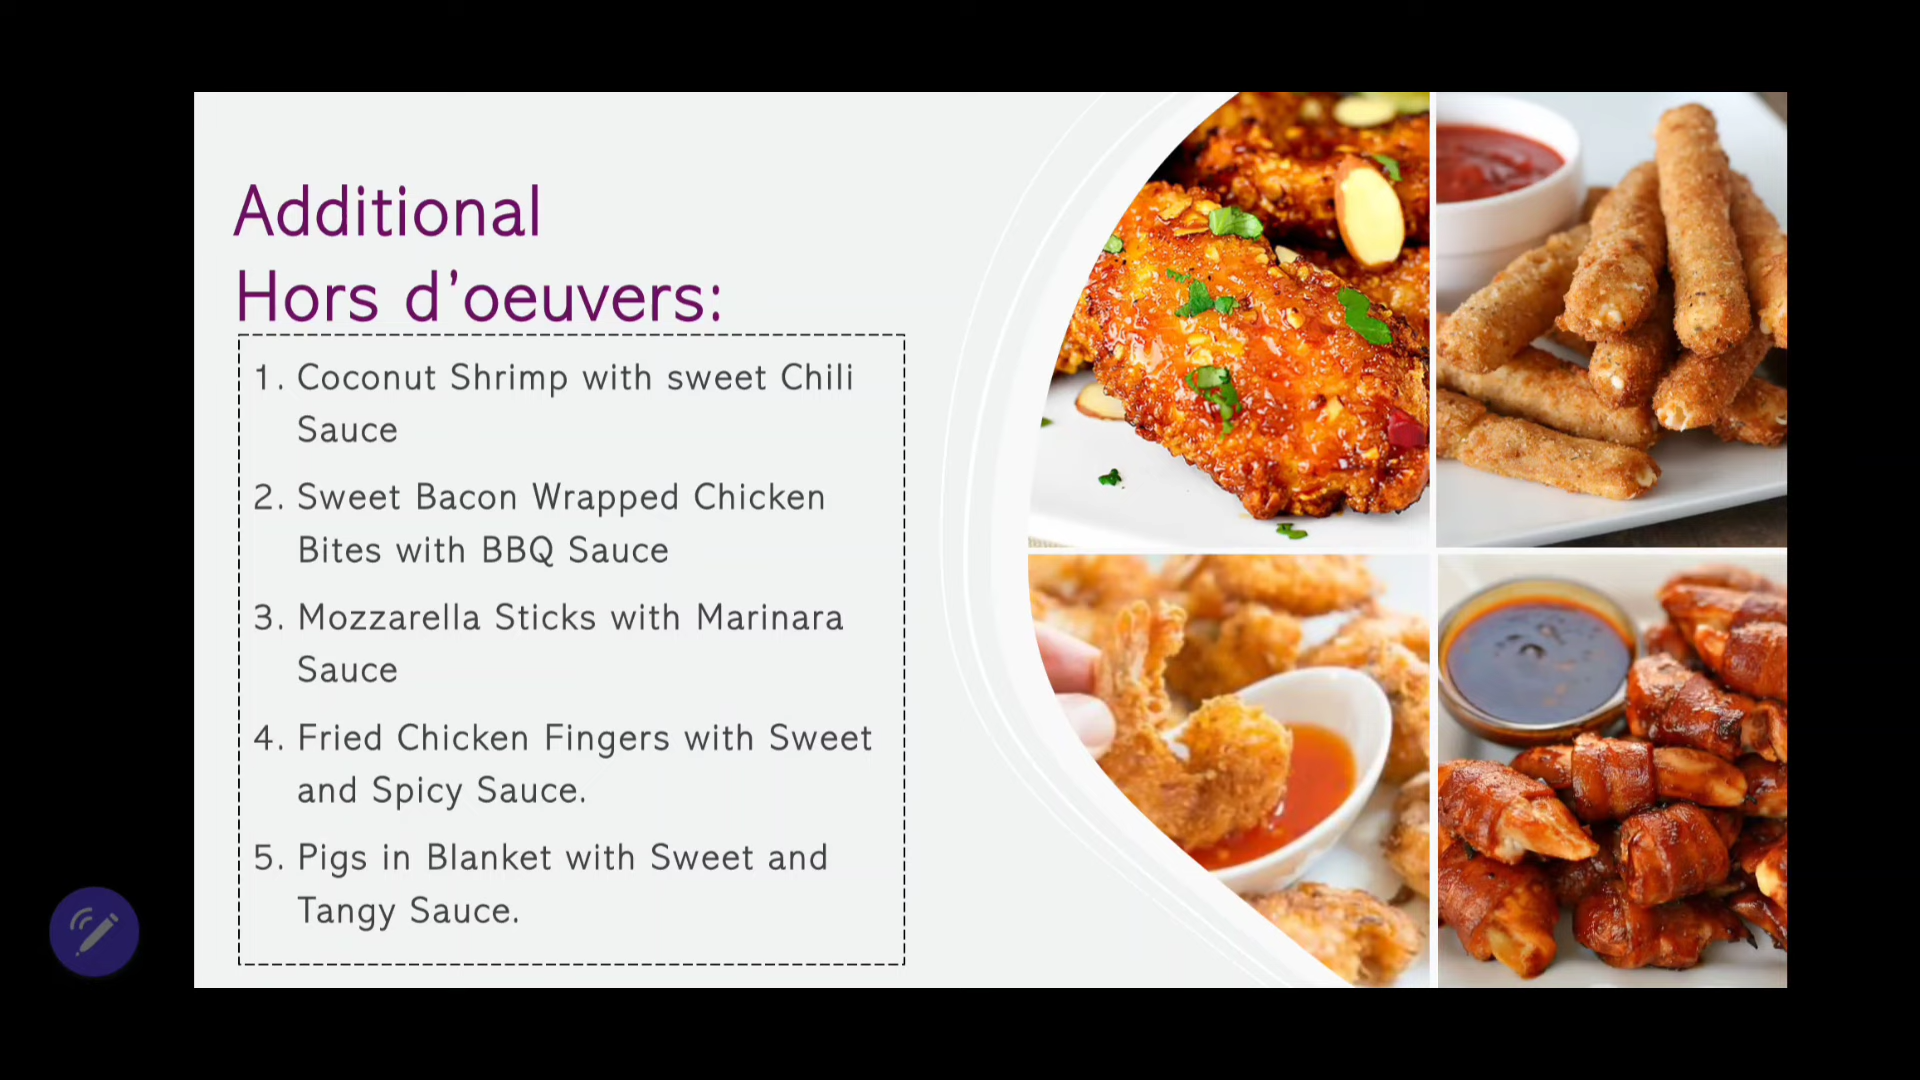 Additional
Hors d’oeuvers:
1. Coconut Shrimp with sweet Chili
Sauce
2. Sweet Bacon Wrapped Chicken
Bites with BBQ Sauce
3. Mozzarella Sticks with Marinara
Sauce
4. Fried Chicken Fingers with Sweet
and Spicy Sauce.
5. Pigs in Blanket with Sweet and
Tangy Sauce.